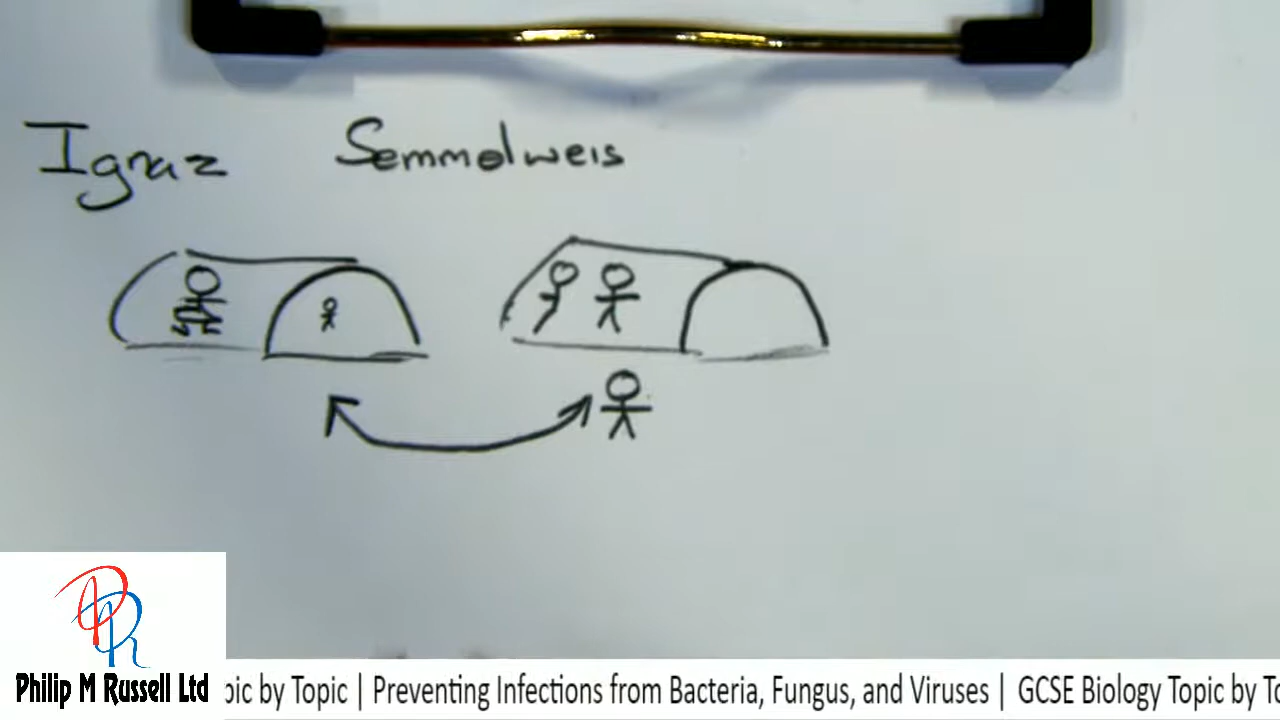 Ignaz Semmelweis
PR
Philip M Russell Ltd
pic by Topic | Preventing Infections from Bacteria, Fungus, and Viruses | GCSE Biology Topic by To